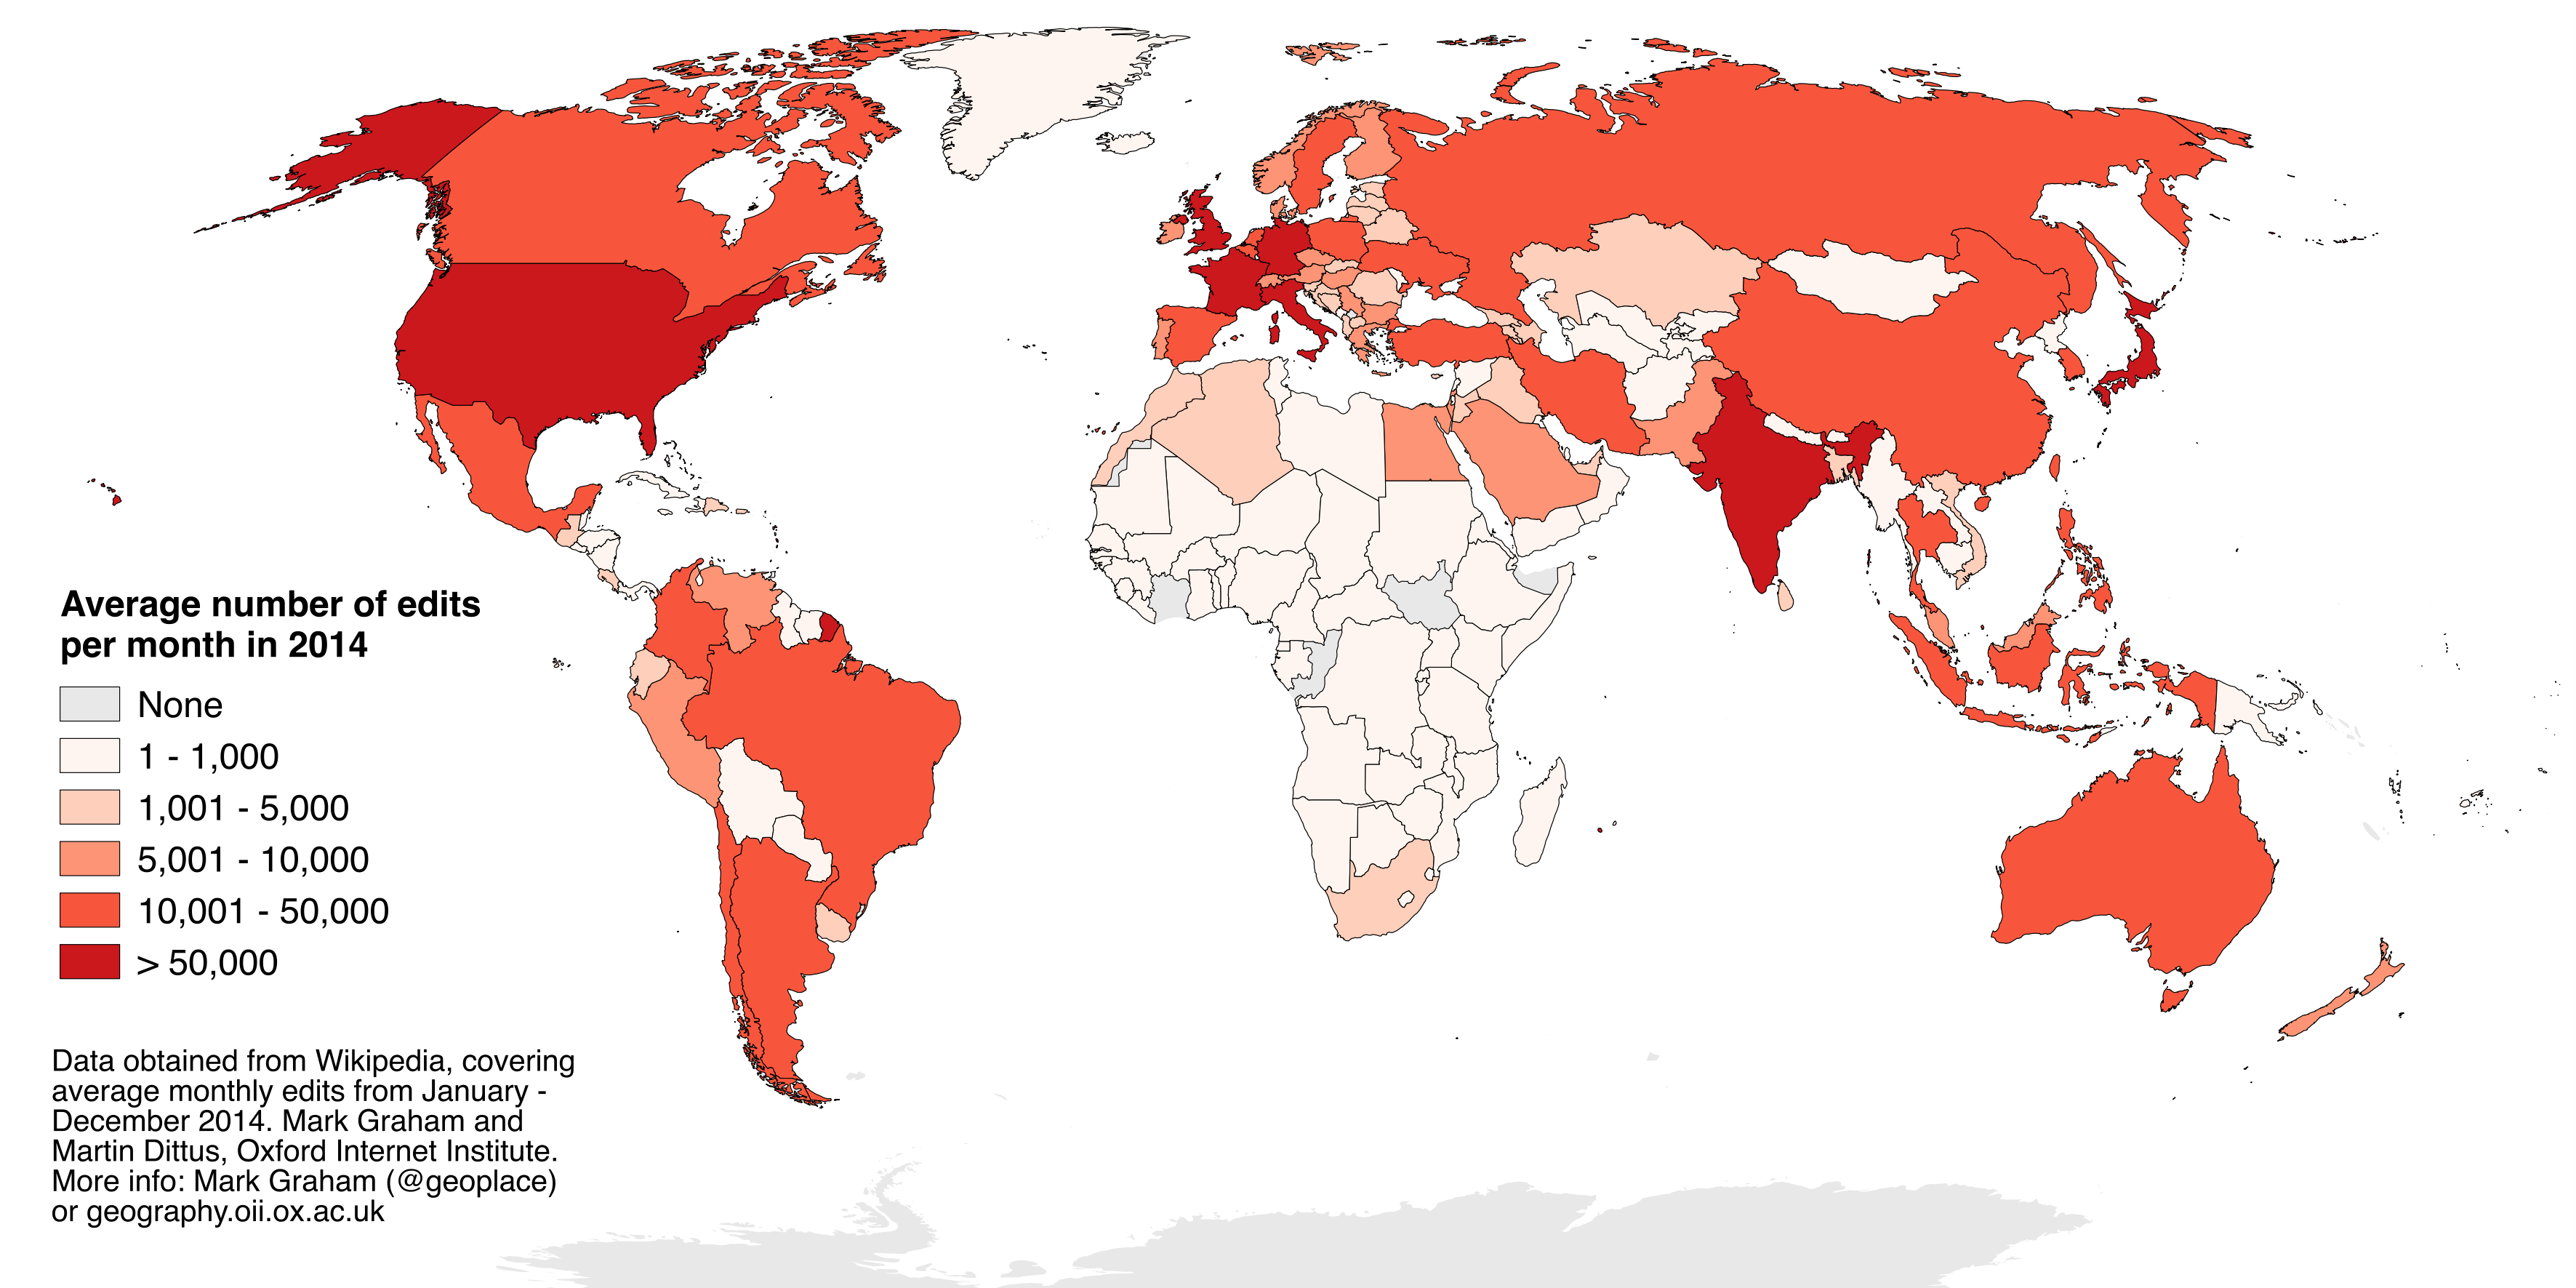 Average number of edits
per month in 2014
None
1 - 1,000
1,001 - 5,000
5,001 - 10,000
10,001 - 50,000
> 50,000
Data obtained from Wikipedia, covering
average monthly edits from January -
December 2014. Mark Graham and
Martin Dittus, Oxford Internet Institute.
More info: Mark Graham (@geoplace)
or geography.oii.ox.ac.uk